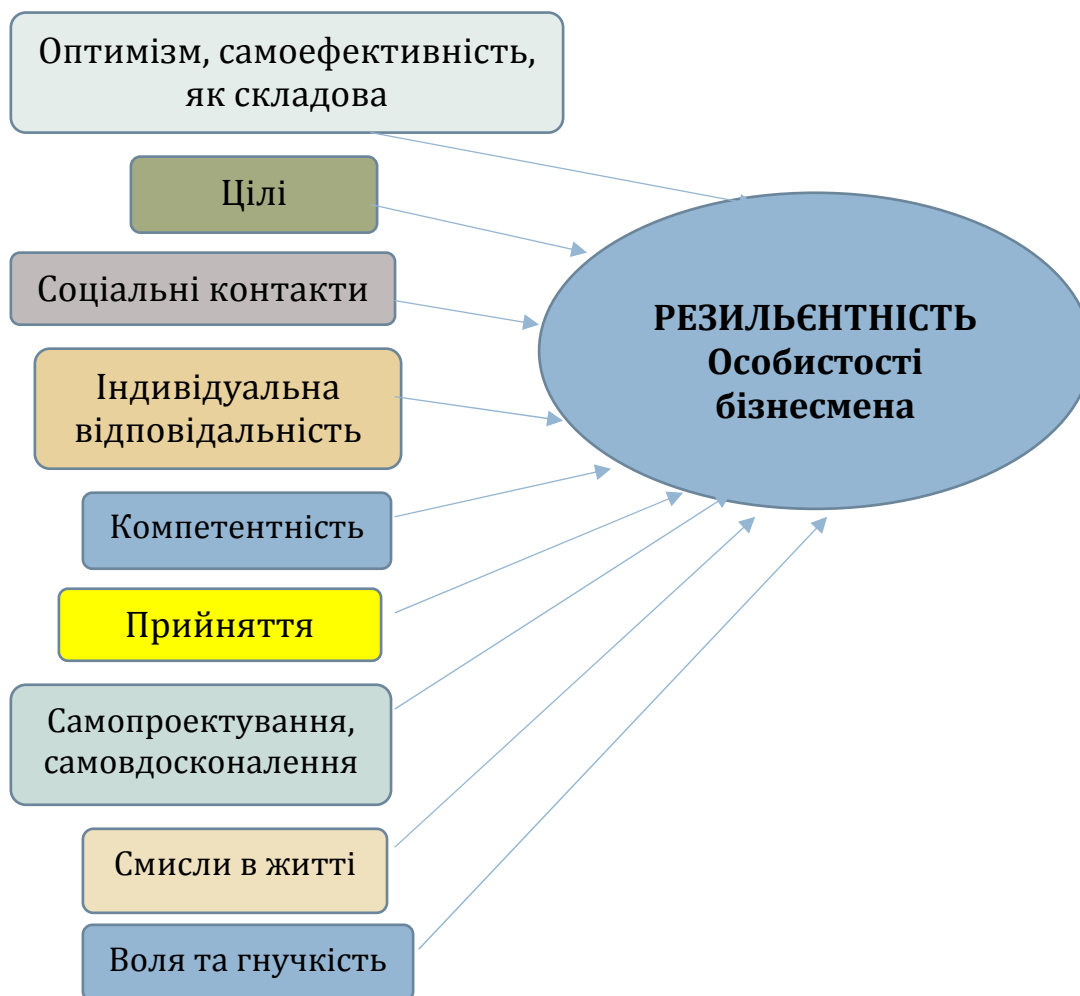 Оптимізм, самоефективність,
як складова
Цілі
Соціальні контакти
Індивідуальна
відповідальність
Компетентність
Прийняття
Самопроектування,
самовдосконалення
Смисли в житті
Воля та гнучкість
РЕЗИЛЬЄНТНІСТЬ
Особистості
бізнесмена